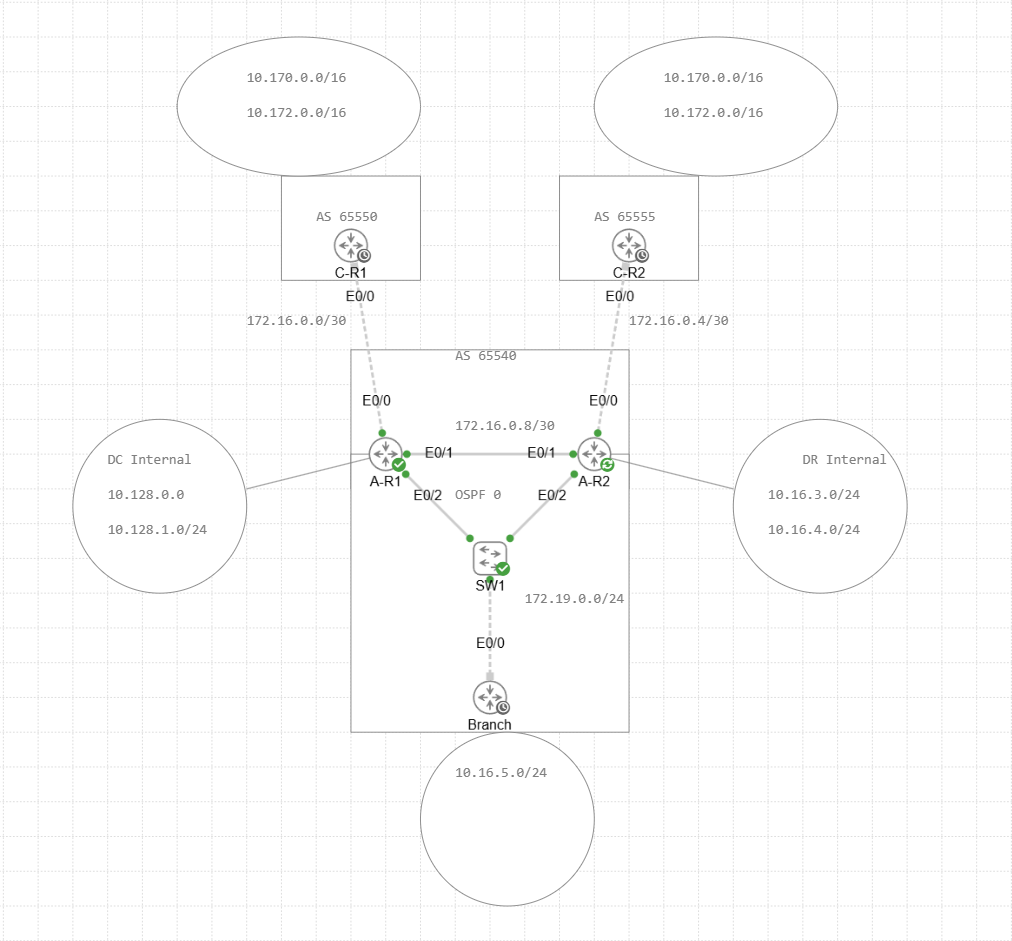 10.170.0.0/16
10.172.0.0/16
10.170.0.0/16
10.172.0.0/16
AS 65550
C-R1
E0/0
172.16.0.0/30
AS 65555
C-R2
E0/0
172.16.0.4/30
AS 65540
E0/0
E0/0
172.16.0.8/30
E0/1
E0/1
A-R1
A-R2
E0/2
OSPF 0
E0/2
DC Internal
10.128.0.0
10.128.1.0/24
DR Internal
10.16.3.0/24
10.16.4.0/24
SW1
172.19.0.0/24
E0/0
Branch
10.16.5.0/24